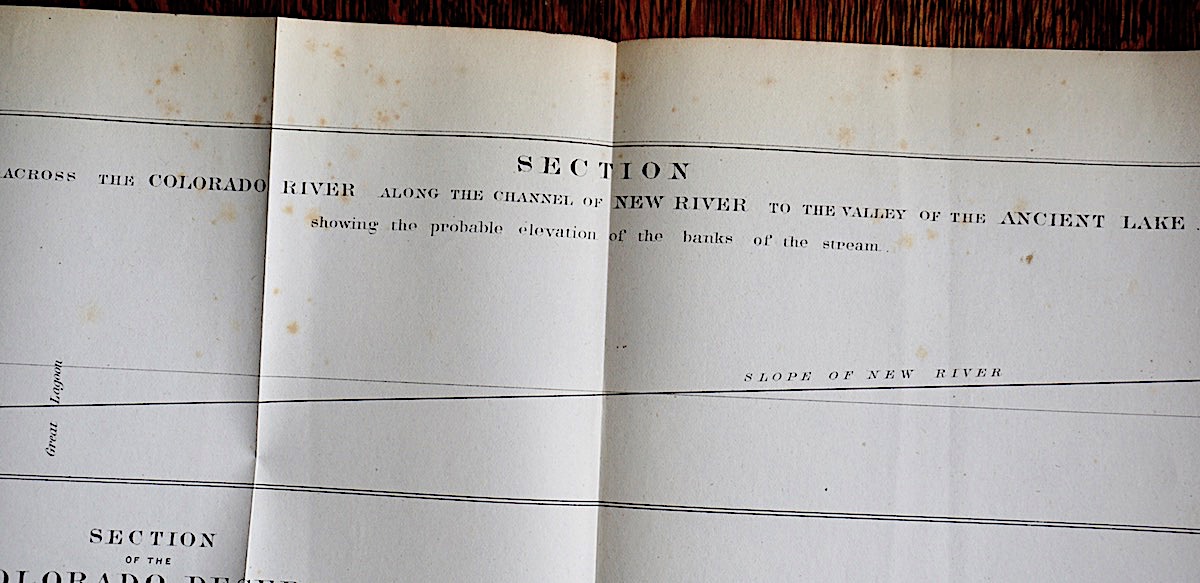 SECTION
ACROSS THE COLORADO RIVER ALONG THE CHANNEL OF NEW RIVER TO THE VALLEY OF THE ANCIENT LAKE.
showing the probable elevation of the banks of the stream.
SLOPE OF NEW RIVER
Great Lagoon
SECTION
OF THE